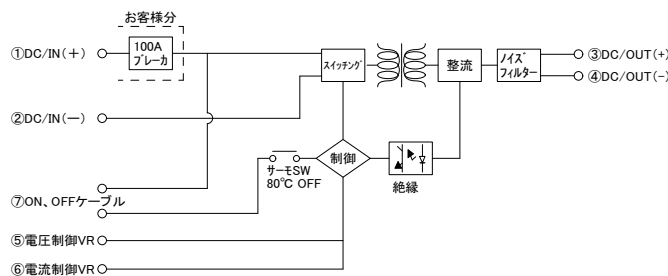 お客様分
①DC/IN(＋)
100A
ブレーカ
スイッチング
整流
ノイズ
フィルター
③DC/OUT(+)
④DC/OUT(-)
②DC/IN(ー)
サーモSW
80℃ OFF
制御
絶縁
⑦ON、OFFケーブル
⑤電圧制御VR
⑥電流制御VR